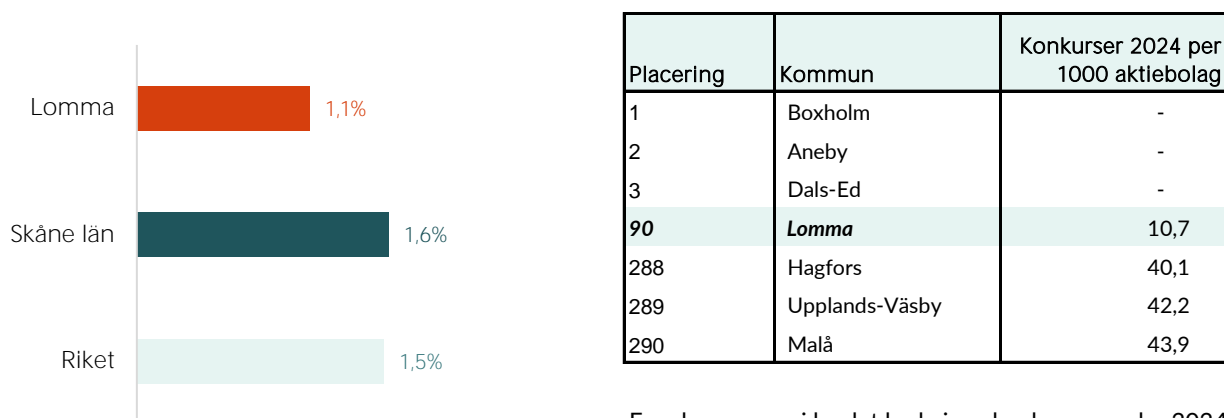 Lomma
1,1%
Skåne län
1,6%
Riket
1,5%
Placering Kommun Konkurser 2024 per 1000 aktiebolag
1 Boxholm -
2 Aneby -
3 Dals-Ed -
90 Lomma 10,7
288 Hagfors 40,1
289 Upplands-Väsby 42,2
290 Malå 43,9